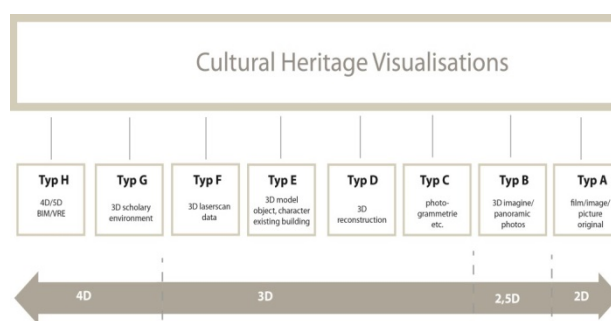 Cultural Heritage Visualisations
Typ H
4D/5D
BIM/VRE
Typ G
3D scholary
environment
Typ F
3D laserscan
data
Typ E
3D model
object, character
existing building
Typ D
3D
reconstruction
Typ C
photo-
grammetrie
etc.
Typ B
3D imagine/
panoramic
photos
Typ A
film/image/
picture
original
4D
3D
2,5D
2D